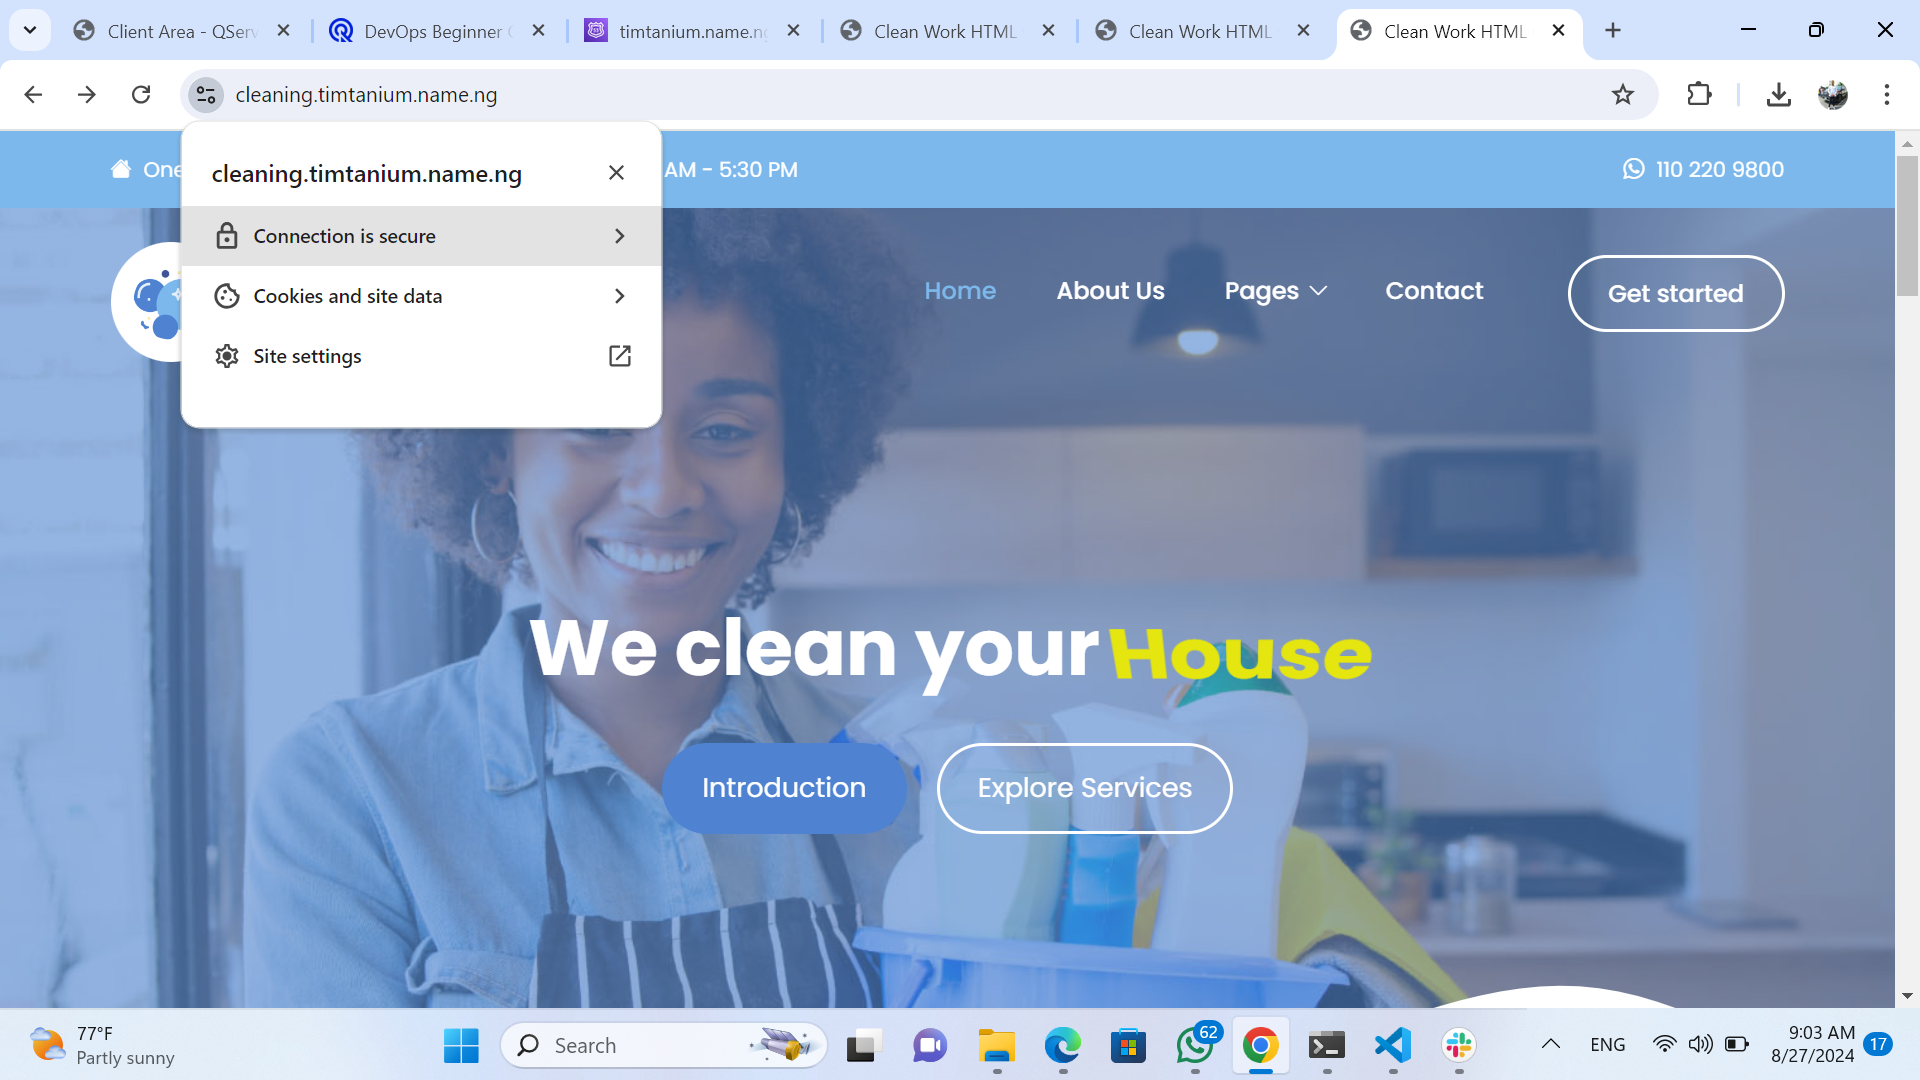 Client Area - QServ
DevOps Beginner
timtanium.name.ng
Clean Work HTML
Clean Work HTML
Clean Work HTML
cleaning.timtanium.name.ng
One
AM - 5:30 PM
110 220 9800
cleaning.timtanium.name.ng
Connection is secure
Cookies and site data
Site settings
Home
About Us
Pages
Contact
Get started
We clean your House
Introduction
Explore Services
77°F
Partly sunny
Search
62
ENG
9:03 AM
8/27/2024
17